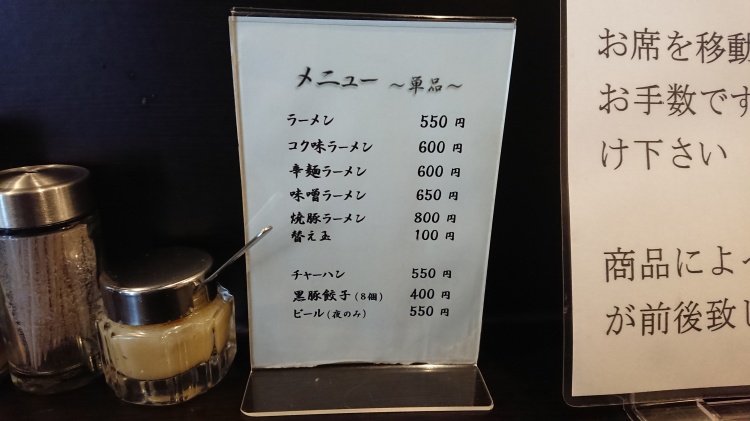 メニュー ～単品～
ラーメン 550 円
コク味ラーメン 600 円
辛麺ラーメン 600 円
味噌ラーメン 650 円
焼豚ラーメン 800 円
替え玉 100 円
チャーハン 550 円
黒豚餃子(8個) 400 円
ビール(夜のみ) 550 円
お席を移動
お手数です
け下さい
商品によっ
が前後致し